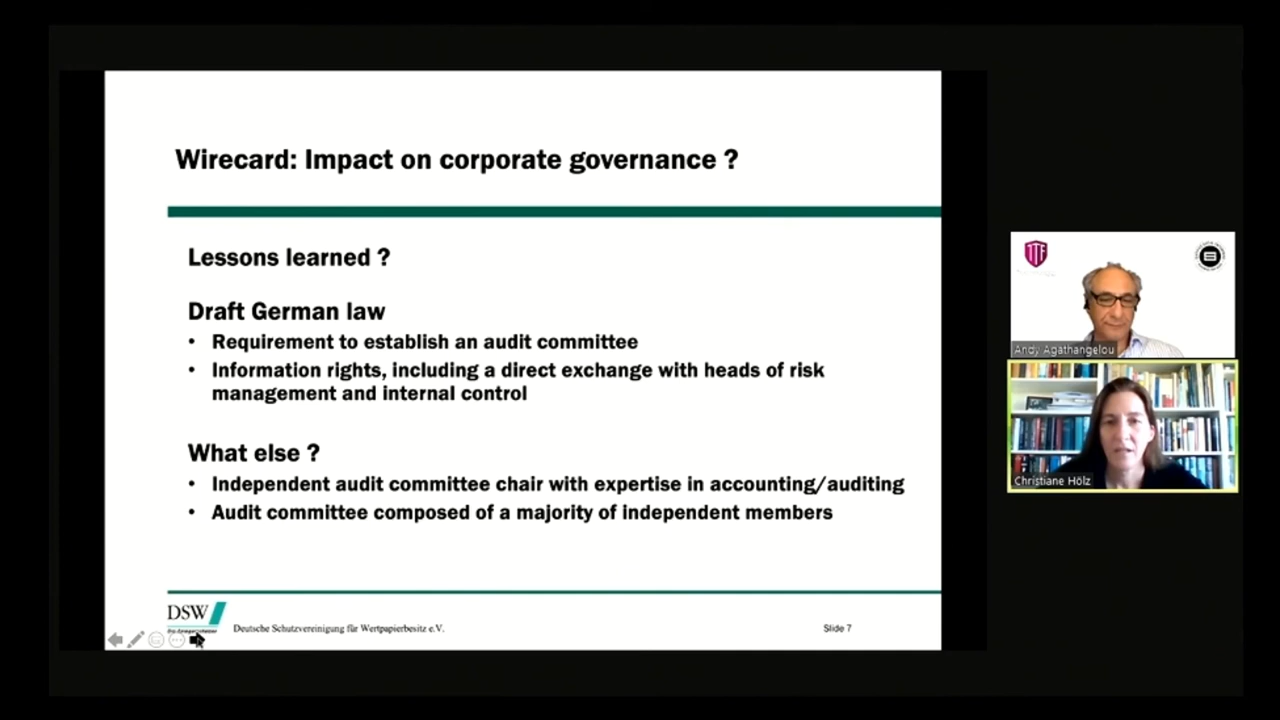 Wirecard: Impact on corporate governance ?
Lessons learned ?
Draft German law
• Requirement to establish an audit committee
• Information rights, including a direct exchange with heads of risk
management and internal control
What else ?
• Independent audit committee chair with expertise in accounting/auditing
• Audit committee composed of a majority of independent members
DSW
Deutsche Schutzvereinigung für Wertpapierbesitz e.V.
Slide 7
TTF
Andy Agathangelou
Christiane Hölz